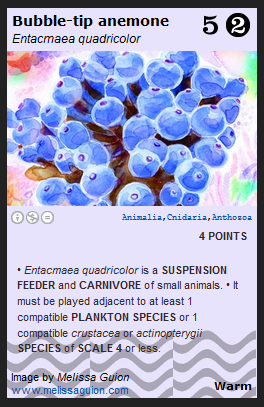 Bubble-tip anemone
Entacmaea quadricolor
5 2
Animalia,Cnidaria,Anthozoa
4 POINTS
• Entacmaea quadricolor is a SUSPENSION
FEEDER and CARNIVORE of small animals. • It
must be played adjacent to at least 1
compatible PLANKTON SPECIES or 1
compatible crustacea or actinopterygii
SPECIES of SCALE 4 or less.
Image by Melissa Guion
www.melissaguion.com
Warm